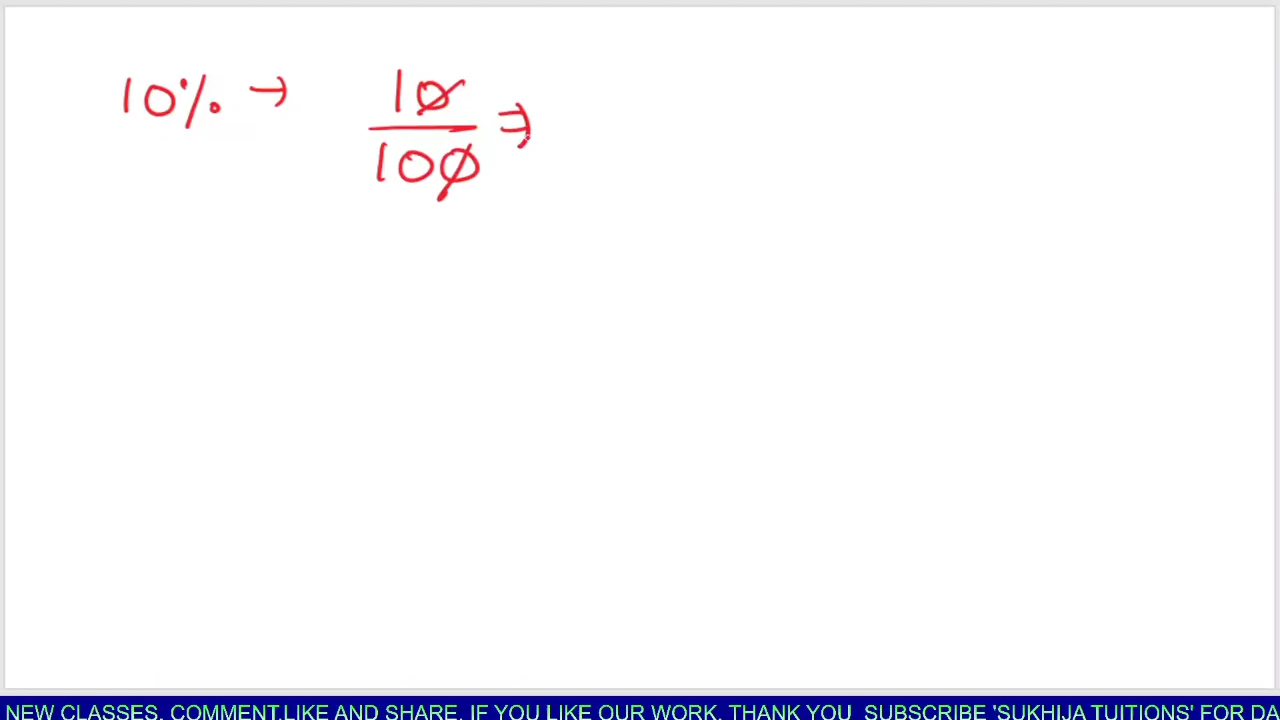 10% → 10/100 ⇒
NEW CLASSES. COMMENT,LIKE AND SHARE, IF YOU LIKE OUR WORK. THANK YOU SUBSCRIBE 'SUKHIJA TUITIONS' FOR DA